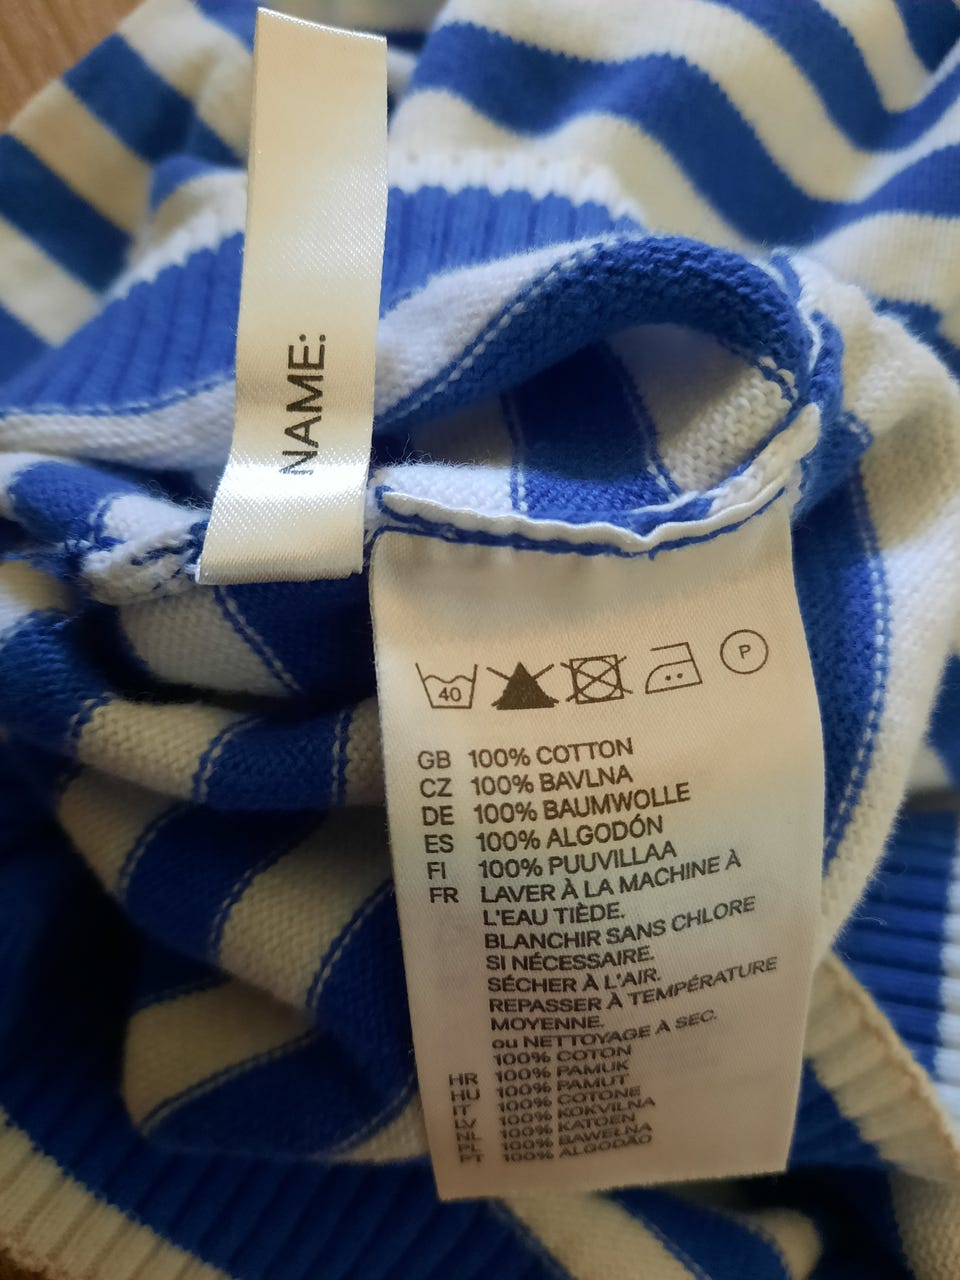 NAME:
40
P
GB 100% COTTON
CZ 100% BAVLNA
DE 100% BAUMWOLLE
ES 100% ALGODÓN
FI 100% PUUVILLAA
FR LAVER À LA MACHINE À
L'EAU TIÈDE.
BLANCHIR SANS CHLORE
SI NÉCESSAIRE.
SÉCHER À L'AIR.
REPASSER À TEMPÉRATURE
MOYENNE.
ou NETTOYAGE A SEC.
100% COTON
HR 100% PAMUK
HU 100% PAMUT
IT 100% COTONE
LV 100% KOKVILNA
NL 100% KATOEN
PL 100% BAWEŁNA
PT 100% ALGODÃO